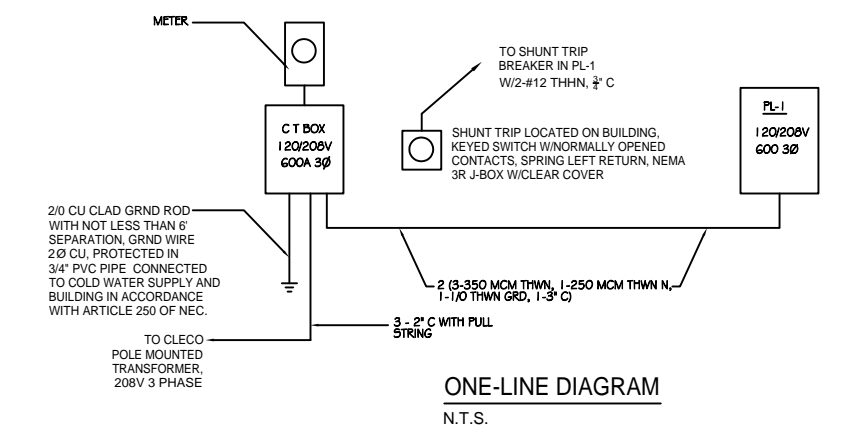 METER
TO SHUNT TRIP
BREAKER IN PL-1
W/2-#12 THHN, 3/4" C
C T BOX
120/208V
600A 3Ø
SHUNT TRIP LOCATED ON BUILDING,
KEYED SWITCH W/NORMALLY OPENED
CONTACTS, SPRING LEFT RETURN, NEMA
3R J-BOX W/CLEAR COVER
PL-1
120/208V
600 3Ø
2/0 CU CLAD GRND ROD
WITH NOT LESS THAN 6'
SEPARATION, GRND WIRE
2Ø CU, PROTECTED IN
3/4" PVC PIPE CONNECTED
TO COLD WATER SUPPLY AND
BUILDING IN ACCORDANCE
WITH ARTICLE 250 OF NEC.
2 (3-350 MCM THWN, 1-250 MCM THWN N,
1-1/0 THWN GRD, 1-3" C)
3 - 2" C WITH PULL
STRING
TO CLECO
POLE MOUNTED
TRANSFORMER,
208V 3 PHASE
ONE-LINE DIAGRAM
N.T.S.